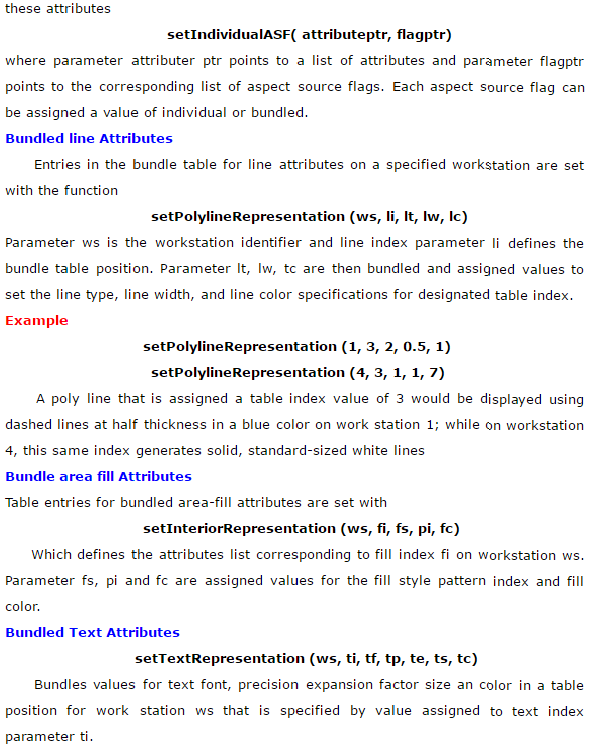 these attributes
setIndividualASF( attributeptr, flagptr)
where parameter attributer ptr points to a list of attributes and parameter flagptr
points to the corresponding list of aspect source flags. Each aspect source flag can
be assigned a value of individual or bundled.
Bundled line Attributes
Entries in the bundle table for line attributes on a specified workstation are set
with the function
setPolylineRepresentation (ws, li, lt, lw, lc)
Parameter ws is the workstation identifier and line index parameter li defines the
bundle table position. Parameter lt, lw, tc are then bundled and assigned values to
set the line type, line width, and line color specifications for designated table index.
Example
setPolylineRepresentation (1, 3, 2, 0.5, 1)
setPolylineRepresentation (4, 3, 1, 1, 7)
A poly line that is assigned a table index value of 3 would be displayed using
dashed lines at half thickness in a blue color on work station 1; while on workstation
4, this same index generates solid, standard-sized white lines
Bundle area fill Attributes
Table entries for bundled area-fill attributes are set with
setInteriorRepresentation (ws, fi, fs, pi, fc)
Which defines the attributes list corresponding to fill index fi on workstation ws.
Parameter fs, pi and fc are assigned values for the fill style pattern index and fill
color.
Bundled Text Attributes
setTextRepresentation (ws, ti, tf, tp, te, ts, tc)
Bundles values for text font, precision expansion factor size an color in a table
position for work station ws that is specified by value assigned to text index
parameter ti.